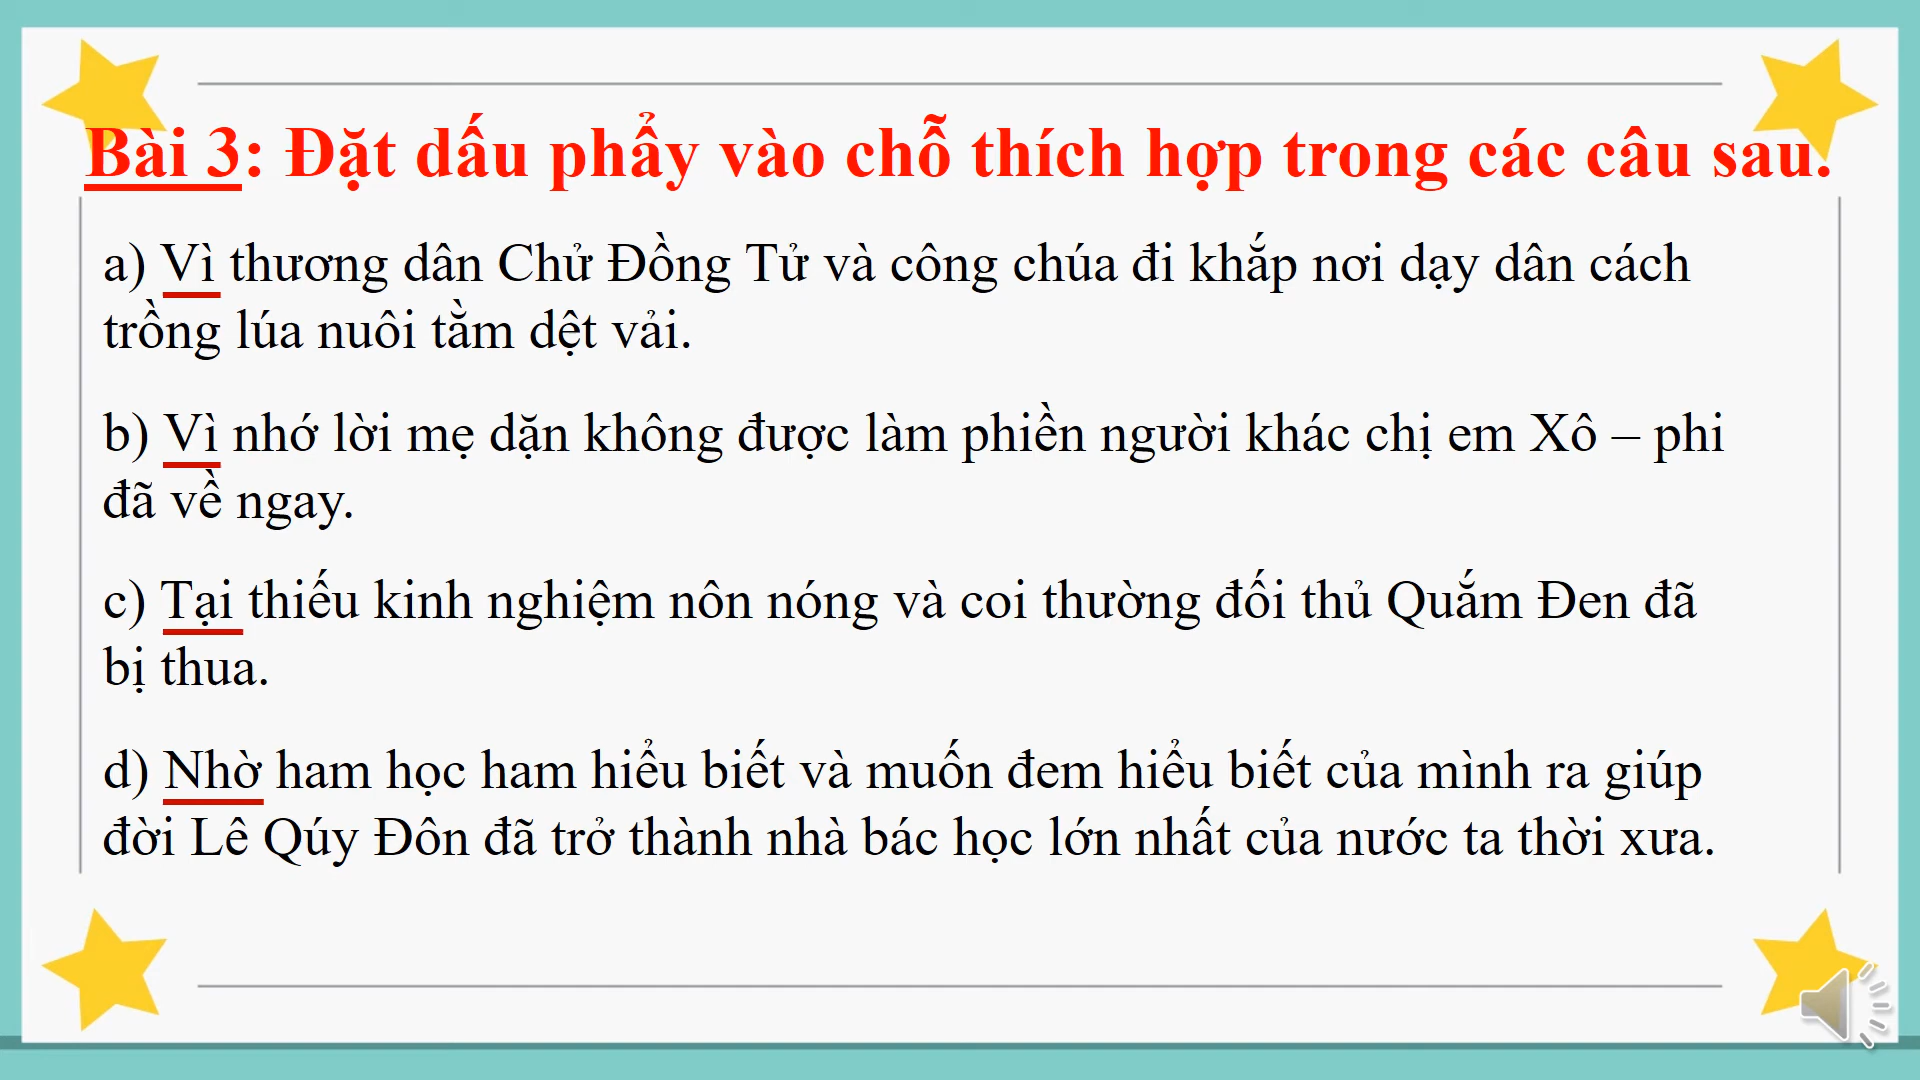 Bài 3: Đặt dấu phẩy vào chỗ thích hợp trong các câu sau.
a) Vì thương dân Chử Đồng Tử và công chúa đi khắp nơi dạy dân cách
trồng lúa nuôi tằm dệt vải.
b) Vì nhớ lời mẹ dặn không được làm phiền người khác chị em Xô – phi
đã về ngay.
c) Tại thiếu kinh nghiệm nôn nóng và coi thường đối thủ Quắm Đen đã
bị thua.
d) Nhờ ham học ham hiểu biết và muốn đem hiểu biết của mình ra giúp
đời Lê Qúy Đôn đã trở thành nhà bác học lớn nhất của nước ta thời xưa.